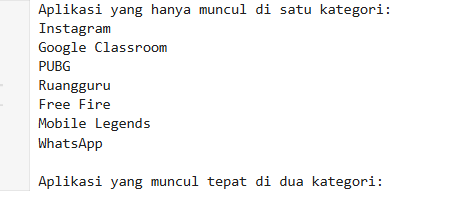 Aplikasi yang hanya muncul di satu kategori:
Instagram
Google Classroom
PUBG
Ruangguru
Free Fire
Mobile Legends
WhatsApp
Aplikasi yang muncul tepat di dua kategori: